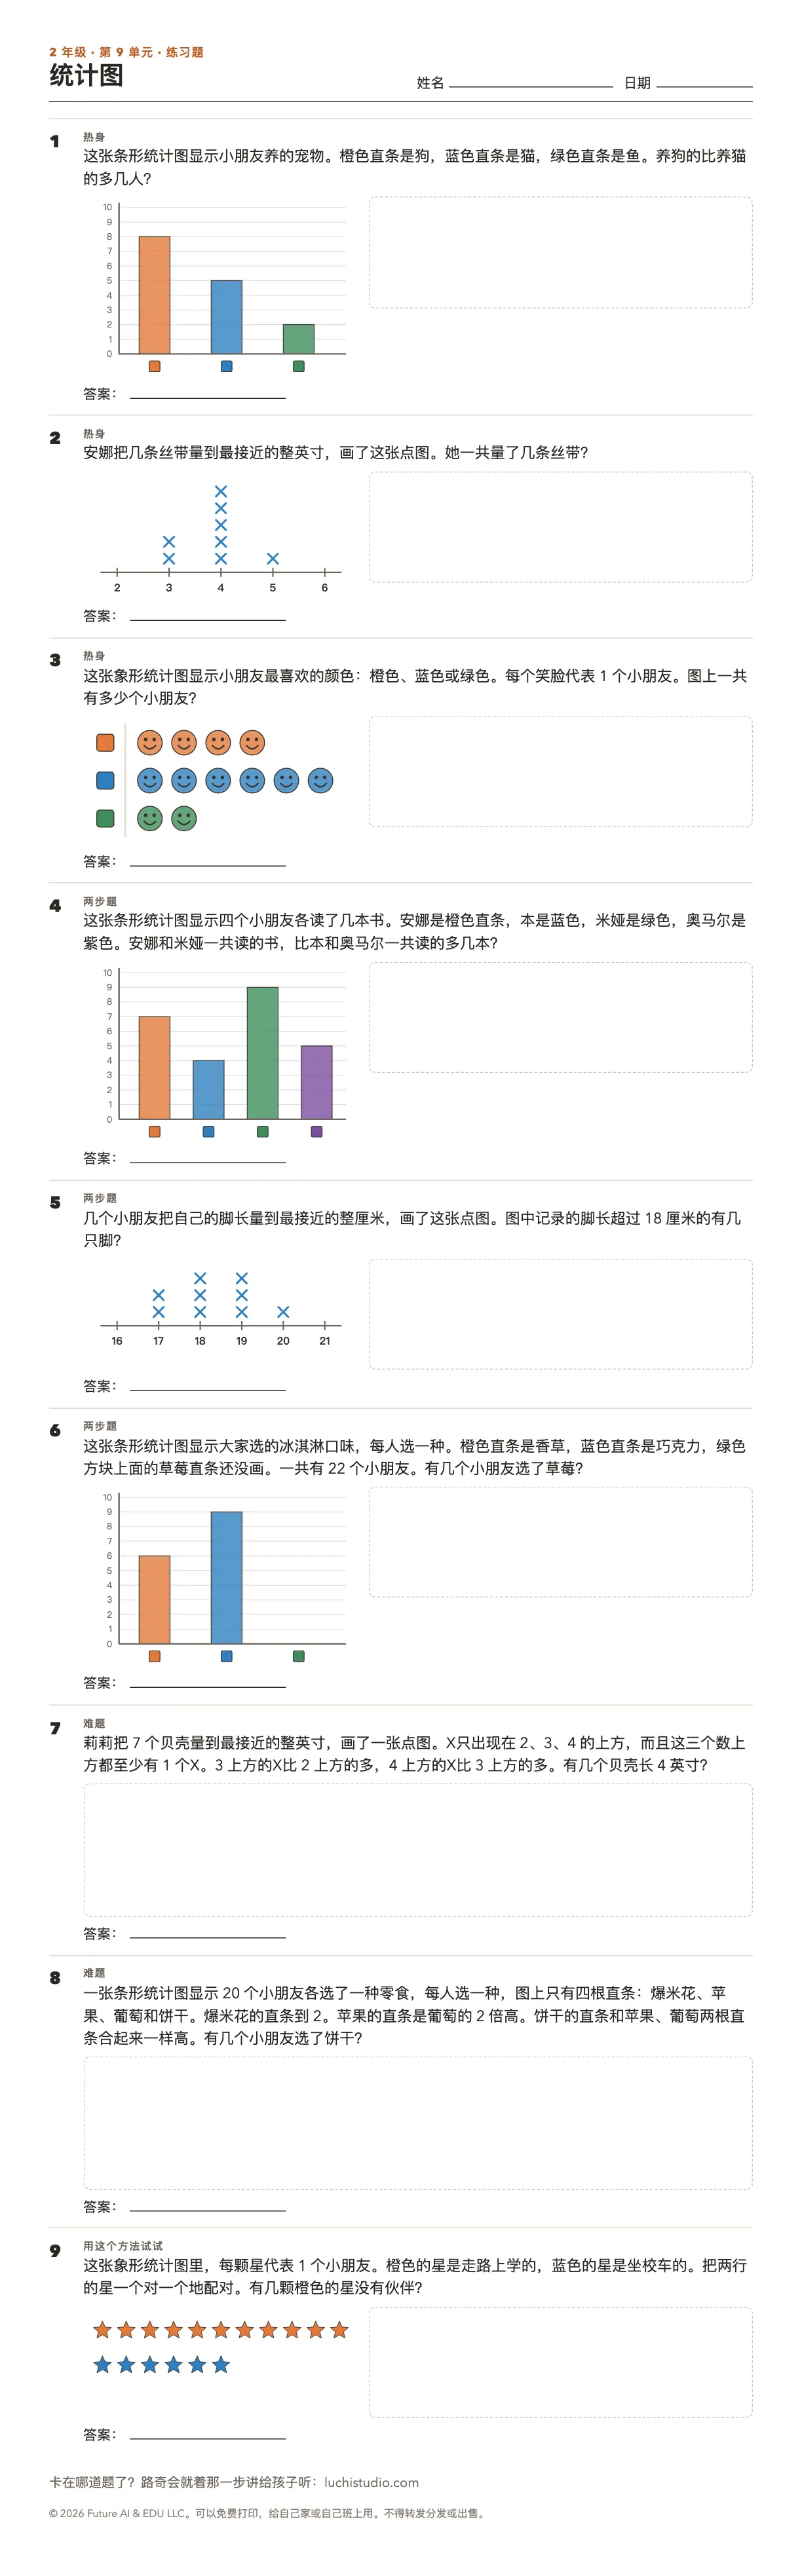 2 年级 · 第 9 单元 · 练习题
统计图
姓名
日期
1
热身
这张条形统计图显示小朋友养的宠物。橙色直条是狗，蓝色直条是猫，绿色直条是鱼。养狗的比养猫
的多几人？
10
9
8
7
6
5
4
3
2
1
0
答案：
2
热身
安娜把几条丝带量到最接近的整英寸，画了这张点图。她一共量了几条丝带？
2 3 4 5 6
答案：
3
热身
这张象形统计图显示小朋友最喜欢的颜色：橙色、蓝色或绿色。每个笑脸代表 1 个小朋友。图上一共
有多少个小朋友？
答案：
4
两步题
这张条形统计图显示四个小朋友各读了几本书。安娜是橙色直条，本是蓝色，米娅是绿色，奥马尔是
紫色。安娜和米娅一共读的书，比本和奥马尔一共读的多几本？
10
9
8
7
6
5
4
3
2
1
0
答案：
5
两步题
几个小朋友把自己的脚长量到最接近的整厘米，画了这张点图。图中记录的脚长超过 18 厘米的有几
只脚？
16 17 18 19 20 21
答案：
6
两步题
这张条形统计图显示大家选的冰淇淋口味，每人选一种。橙色直条是香草，蓝色直条是巧克力，绿色
方块上面的草莓直条还没画。一共有 22 个小朋友。有几个小朋友选了草莓？
10
9
8
7
6
5
4
3
2
1
0
答案：
7
难题
莉莉把 7 个贝壳量到最接近的整英寸，画了一张点图。X只出现在 2、3、4 的上方，而且这三个数上
方都至少有 1 个X。3 上方的X比 2 上方的多，4 上方的X比 3 上方的多。有几个贝壳长 4 英寸？
答案：
8
难题
一张条形统计图显示 20 个小朋友各选了一种零食，每人选一种，图上只有四根直条：爆米花、苹
果、葡萄和饼干。爆米花的直条到 2。苹果的直条是葡萄的 2 倍高。饼干的直条和苹果、葡萄两根直
条合起来一样高。有几个小朋友选了饼干？
答案：
9
用这个方法试试
这张象形统计图里，每颗星代表 1 个小朋友。橙色的星是走路上学的，蓝色的星是坐校车的。把两行
的星一个对一个地配对。有几颗橙色的星没有伙伴？
答案：
卡在哪道题了？路奇会就着那一步讲给孩子听：luchistudio.com
© 2026 Future AI & EDU LLC。可以免费打印，给自己家或自己班上用。不得转发分发或出售。